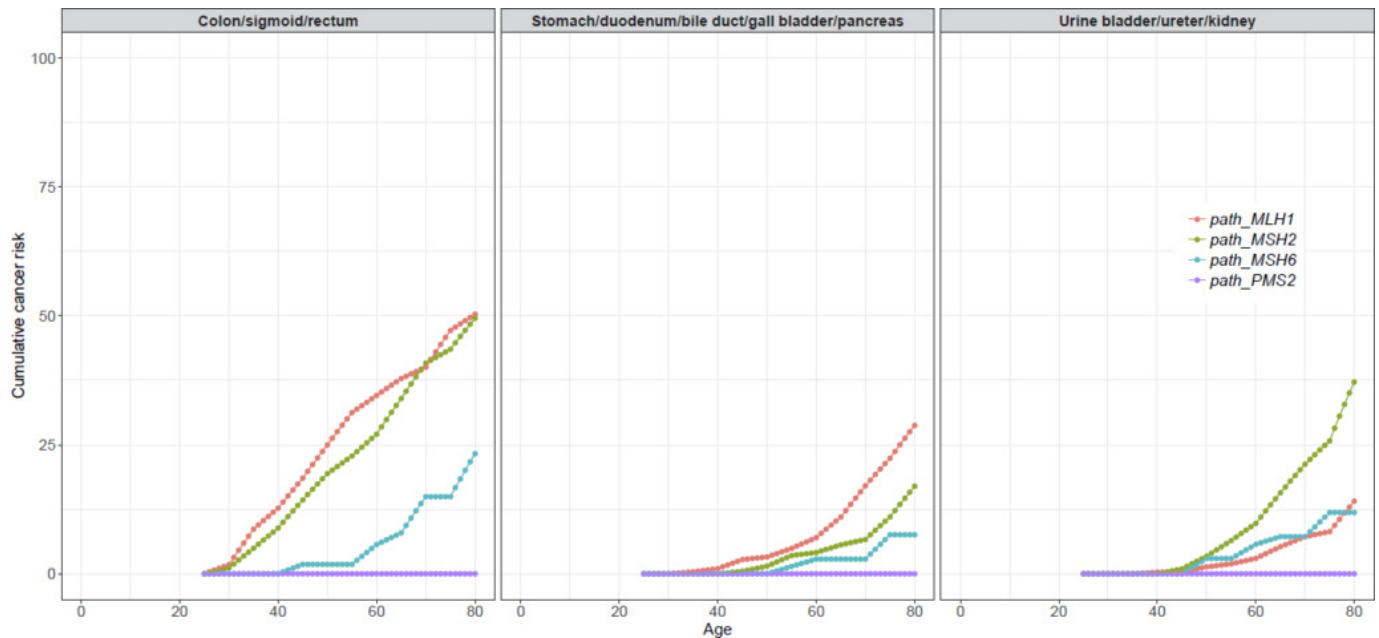 Colon/sigmoid/rectum
Stomach/duodenum/bile duct/gall bladder/pancreas
Urine bladder/ureter/kidney
Cumulative cancer risk
100
75
50
25
0
path_MLH1
path_MSH2
path_MSH6
path_PMS2
0 20 40 60 80
0 20 40 60 80
0 20 40 60 80
Age